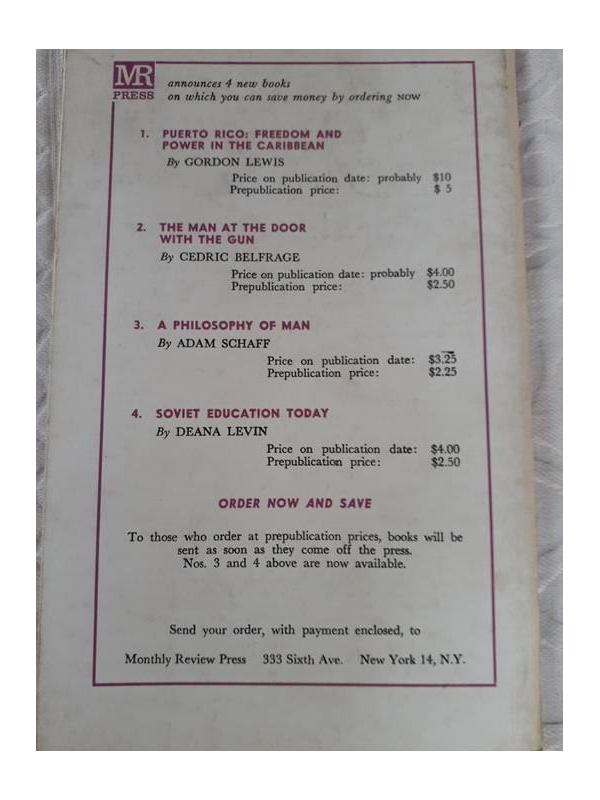 MR
PRESS
announces 4 new books
on which you can save money by ordering NOW
1. PUERTO RICO: FREEDOM AND
POWER IN THE CARIBBEAN
By GORDON LEWIS
Price on publication date: probably $10
Prepublication price: $ 5
2. THE MAN AT THE DOOR
WITH THE GUN
By CEDRIC BELFRAGE
Price on publication date: probably $4.00
Prepublication price: $2.50
3. A PHILOSOPHY OF MAN
By ADAM SCHAFF
Price on publication date: $3.25
Prepublication price: $2.25
4. SOVIET EDUCATION TODAY
By DEANA LEVIN
Price on publication date: $4.00
Prepublication price: $2.50
ORDER NOW AND SAVE
To those who order at prepublication prices, books will be
sent as soon as they come off the press.
Nos. 3 and 4 above are now available.
Send your order, with payment enclosed, to
Monthly Review Press 333 Sixth Ave. New York 14, N.Y.